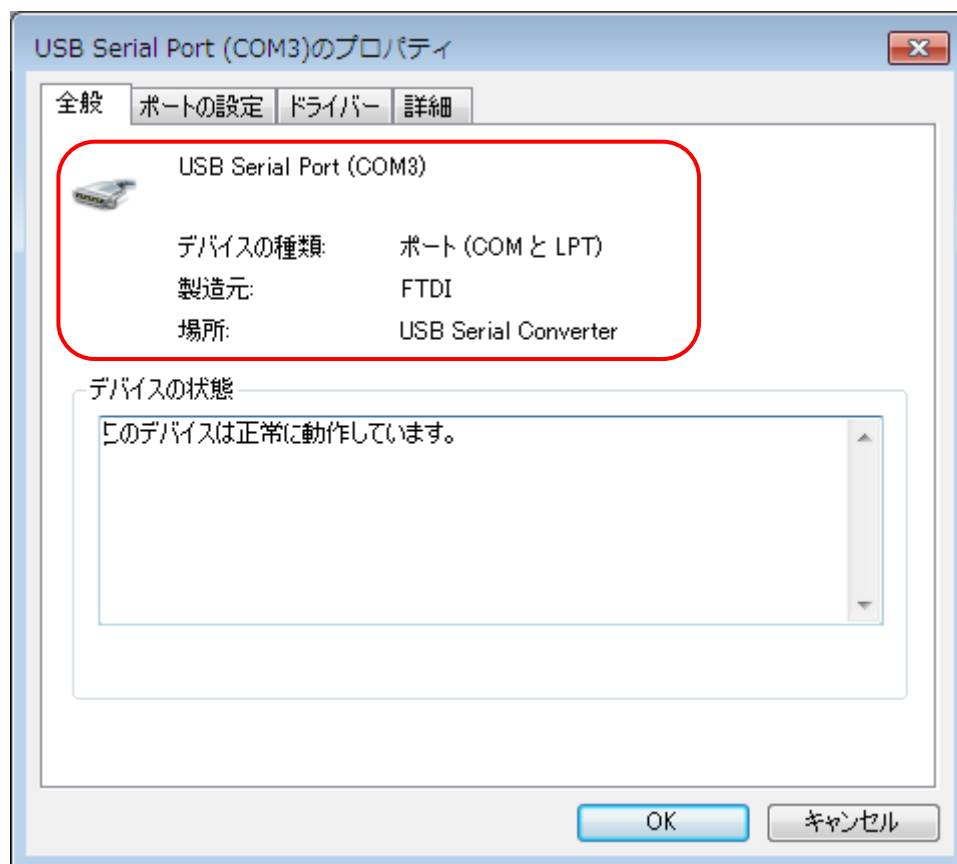 USB Serial Port (COM3)のプロパティ
全般 ポートの設定 ドライバー 詳細
USB Serial Port (COM3)
デバイスの種類: ポート (COM と LPT)
製造元: FTDI
場所: USB Serial Converter
デバイスの状態
このデバイスは正常に動作しています。
OK キャンセル